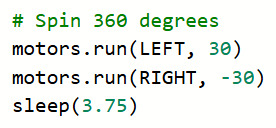 # Spin 360 degrees
motors.run(LEFT, 30)
motors.run(RIGHT, -30)
sleep(3.75)